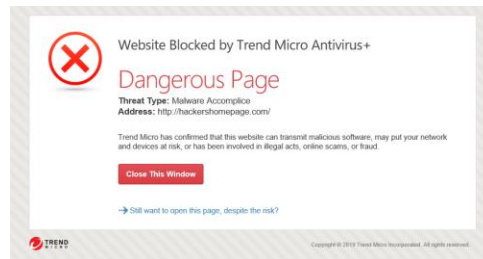 Website Blocked by Trend Micro Antivirus+
Dangerous Page
Threat Type: Malware Accomplice
Address: http://hackershomepage.com/
Trend Micro has confirmed that this website can transmit malicious software, may put your network
and devices at risk, or has been involved in illegal acts, online scams, or fraud.
Close This Window
Still want to open this page, despite the risk?
TREND
MICRO
Copyright © 2019 Trend Micro Incorporated. All rights reserved.